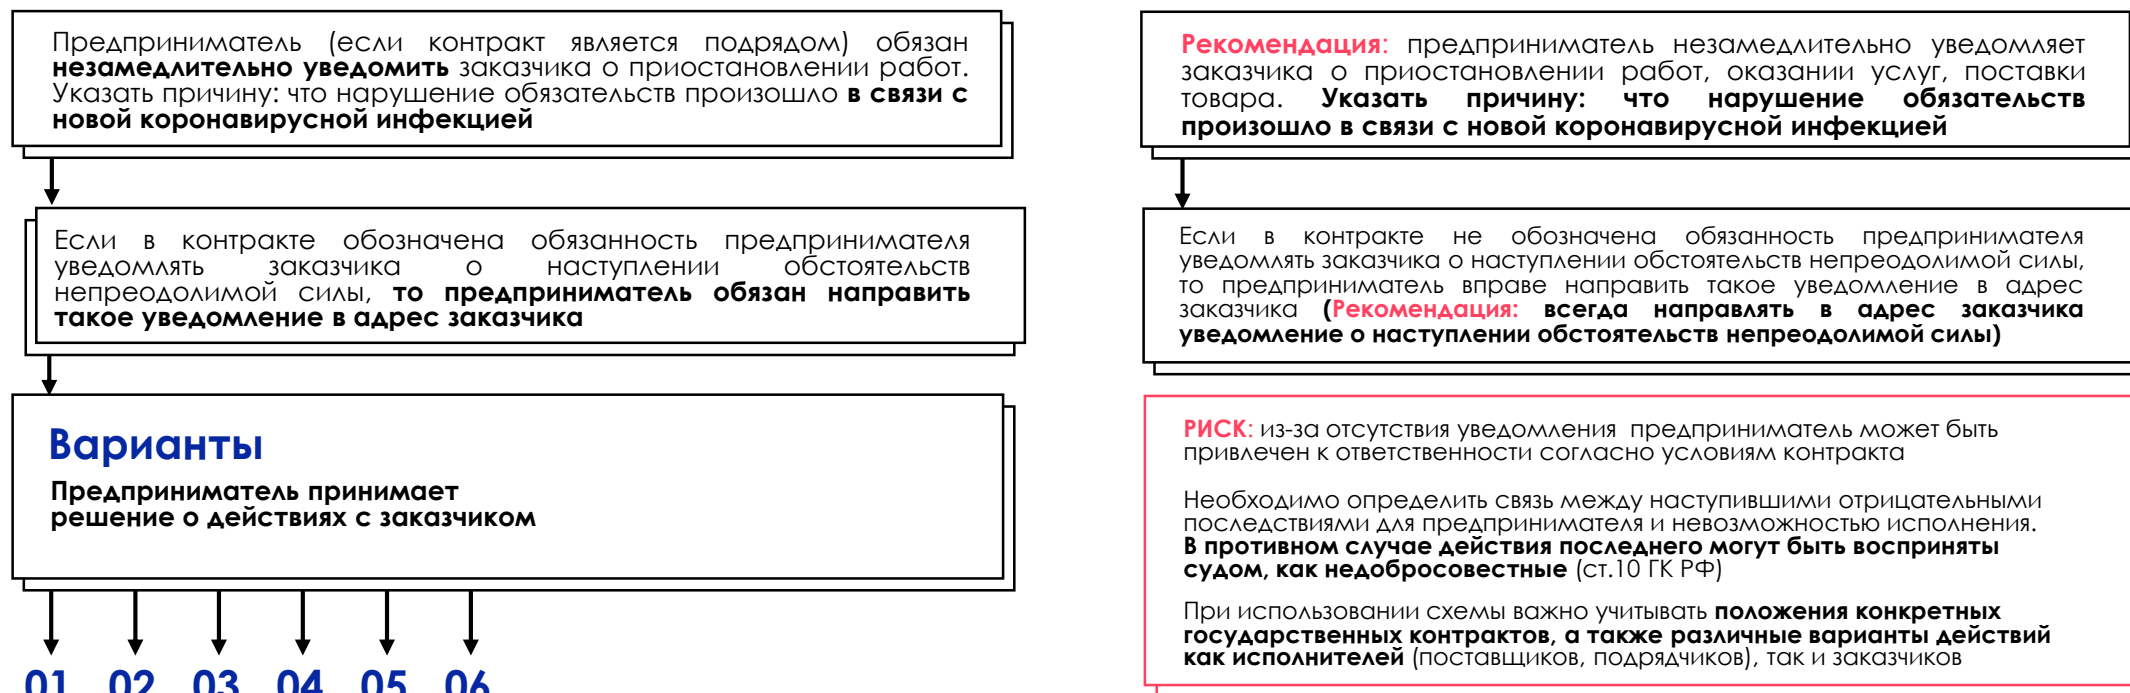 Предприниматель (если контракт является подрядом) обязан
незамедлительно уведомить заказчика о приостановлении работ.
Указать причину: что нарушение обязательств произошло в связи с
новой коронавирусной инфекцией
Если в контракте обозначена обязанность предпринимателя
уведомлять заказчика о наступлении обстоятельств
непреодолимой силы, то предприниматель обязан направить
такое уведомление в адрес заказчика
Варианты
Предприниматель принимает
решение о действиях с заказчиком
01 02 03 04 05 06
Рекомендация: предприниматель незамедлительно уведомляет
заказчика о приостановлении работ, оказании услуг, поставки
товара. Указать причину: что нарушение обязательств
произошло в связи с новой коронавирусной инфекцией
Если в контракте не обозначена обязанность предпринимателя
уведомлять заказчика о наступлении обстоятельств непреодолимой силы,
то предприниматель вправе направить такое уведомление в адрес
заказчика (Рекомендация: всегда направлять в адрес заказчика
уведомление о наступлении обстоятельств непреодолимой силы)
РИСК: из-за отсутствия уведомления предприниматель может быть
привлечен к ответственности согласно условиям контракта
Необходимо определить связь между наступившими отрицательными
последствиями для предпринимателя и невозможностью исполнения.
В противном случае действия последнего могут быть восприняты
судом, как недобросовестные (ст.10 ГК РФ)
При использовании схемы важно учитывать положения конкретных
государственных контрактов, а также различные варианты действий
как исполнителей (поставщиков, подрядчиков), так и заказчиков